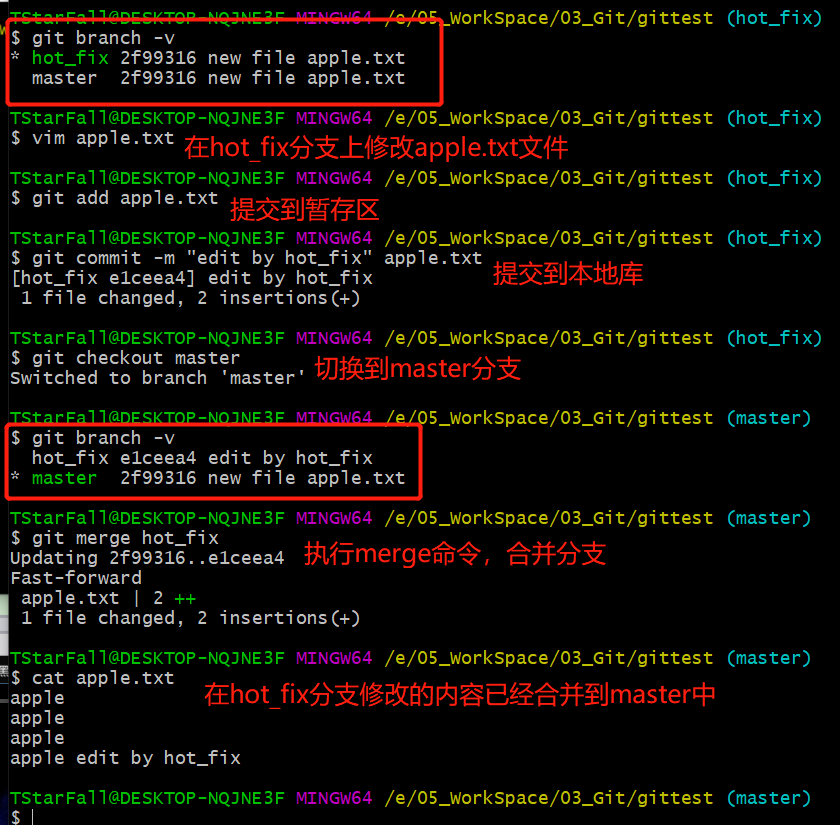 TStarFall@DESKTOP-NQJNE3F MINGW64 /e/05_WorkSpace/03_Git/gittest (hot_fix)
$ git branch -v
* hot_fix 2f99316 new file apple.txt
master 2f99316 new file apple.txt
TStarFall@DESKTOP-NQJNE3F MINGW64 /e/05_WorkSpace/03_Git/gittest (hot_fix)
$ vim apple.txt 在hot_fix分支上修改apple.txt文件
TStarFall@DESKTOP-NQJNE3F MINGW64 /e/05_WorkSpace/03_Git/gittest (hot_fix)
$ git add apple.txt 提交到暂存区
TStarFall@DESKTOP-NQJNE3F MINGW64 /e/05_WorkSpace/03_Git/gittest (hot_fix)
$ git commit -m "edit by hot_fix" apple.txt 提交到本地库
[hot_fix e1ceea4] edit by hot_fix
1 file changed, 2 insertions(+)
TStarFall@DESKTOP-NQJNE3F MINGW64 /e/05_WorkSpace/03_Git/gittest (hot_fix)
$ git checkout master
Switched to branch 'master' 切换到master分支
TStarFall@DESKTOP-NQJNE3F MINGW64 /e/05_WorkSpace/03_Git/gittest (master)
$ git branch -v
hot_fix e1ceea4 edit by hot_fix
* master 2f99316 new file apple.txt
TStarFall@DESKTOP-NQJNE3F MINGW64 /e/05_WorkSpace/03_Git/gittest (master)
$ git merge hot_fix
Updating 2f99316..e1ceea4 执行merge命令，合并分支
Fast-forward
apple.txt | 2 ++
1 file changed, 2 insertions(+)
TStarFall@DESKTOP-NQJNE3F MINGW64 /e/05_WorkSpace/03_Git/gittest (master)
$ cat apple.txt 在hot_fix分支修改的内容已经合并到master中
apple
apple
apple
apple edit by hot_fix
TStarFall@DESKTOP-NQJNE3F MINGW64 /e/05_WorkSpace/03_Git/gittest (master)
$